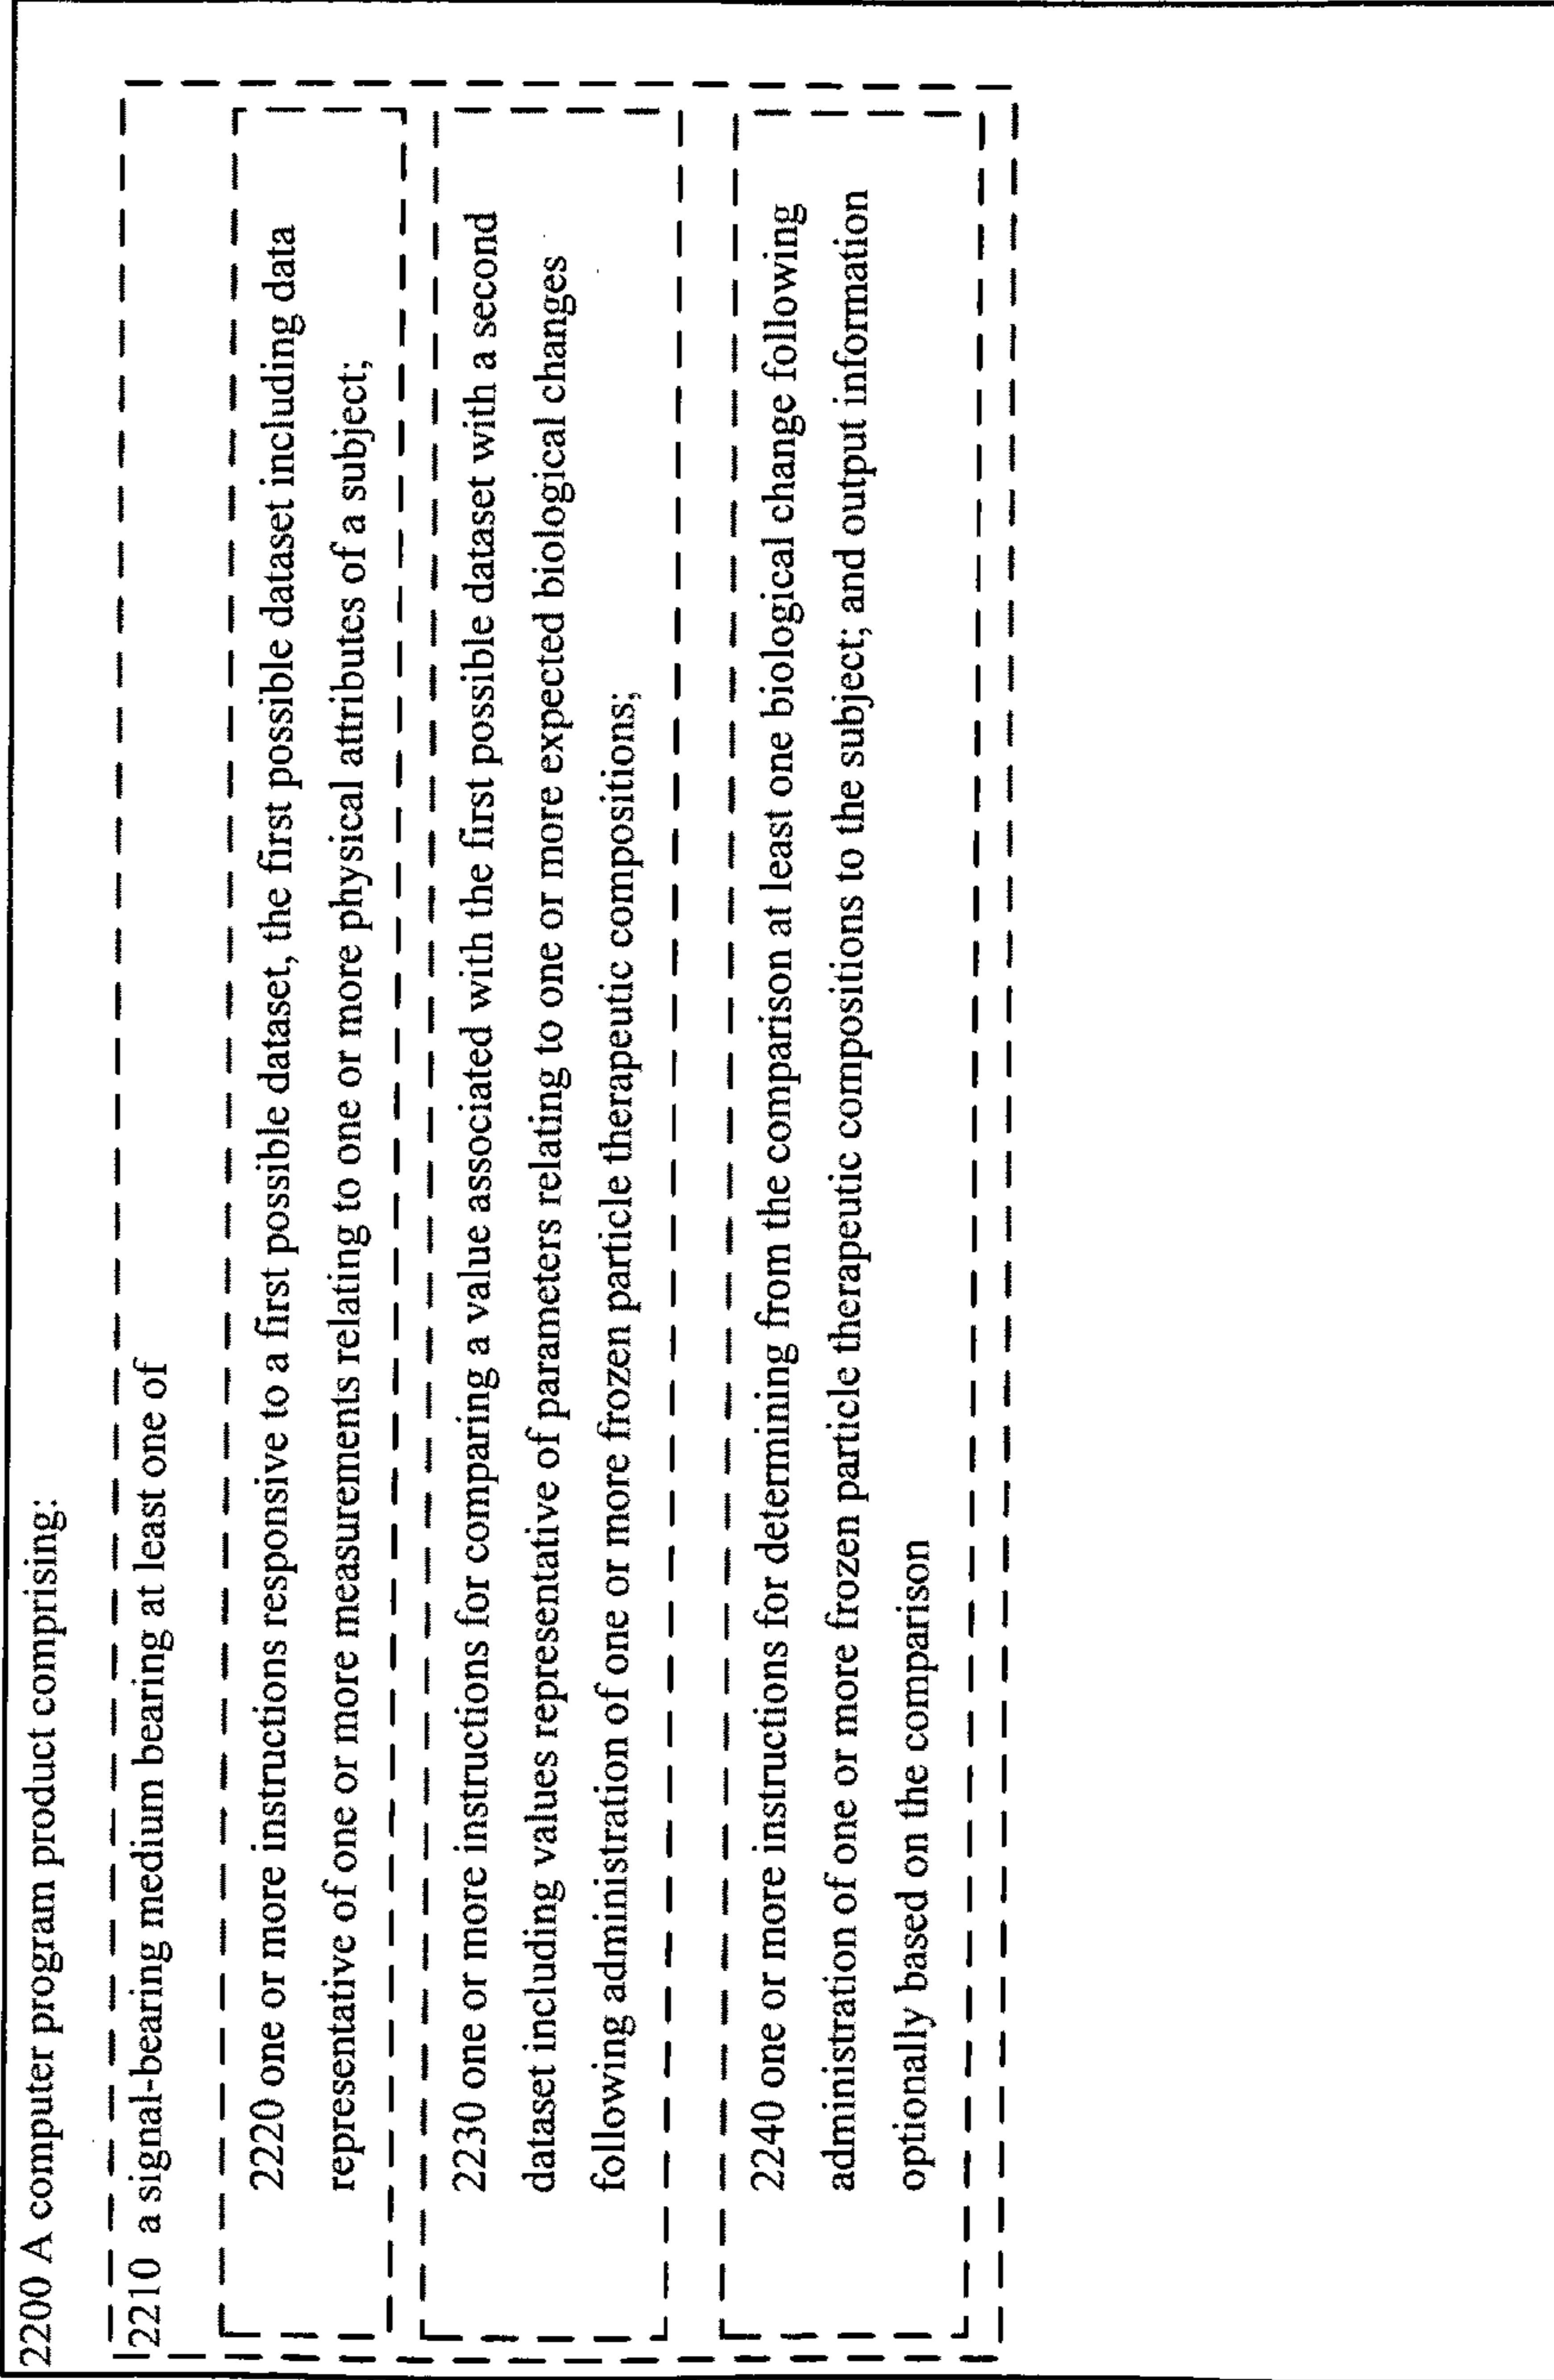 2200 A computer program product comprising:
2210 a signal-bearing medium bearing at least one of
2220 one or more instructions responsive to a first possible dataset, the first possible dataset including data
representative of one or more measurements relating to one or more physical attributes of a subject;
2230 one or more instructions for comparing a value associated with the first possible dataset with a second
dataset including values representative of parameters relating to one or more expected biological changes
following administration of one or more frozen particle therapeutic compositions;
2240 one or more instructions for determining from the comparison at least one biological change following
administration of one or more frozen particle therapeutic compositions to the subject; and output information
optionally based on the comparison